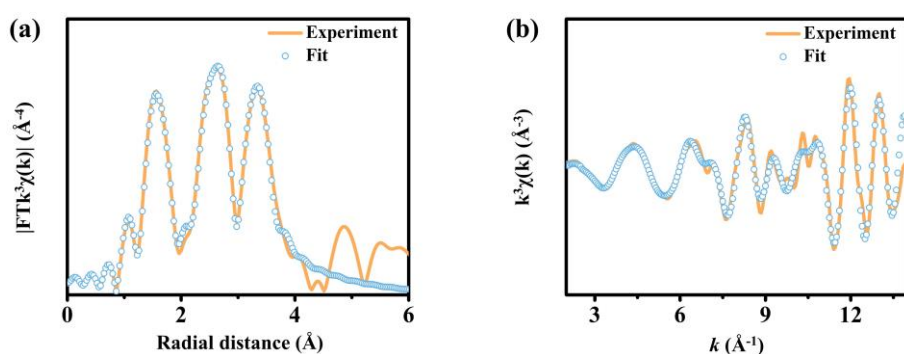 (a)
Experiment
Fit
|FTk³χ(k)| (Å⁻⁴)
0
2
4
6
Radial distance (Å)
(b)
Experiment
Fit
k³χ(k) (Å⁻³)
3
6
9
12
k (Å⁻¹)